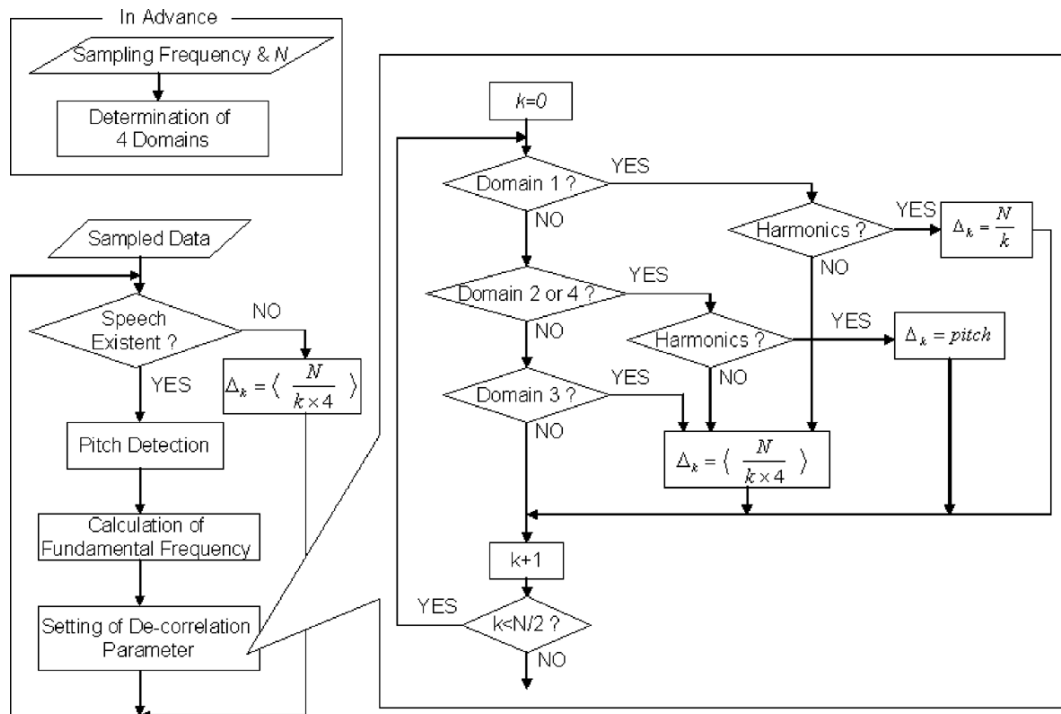 In Advance
Sampling Frequency & N
Determination of
4 Domains
Sampled Data
Speech
Existent ?
NO
YES
Δk = ⟨ N / k × 4 ⟩
Pitch Detection
Calculation of
Fundamental Frequency
Setting of De-correlation
Parameter
k=0
Domain 1 ?
YES
NO
Harmonics ?
YES
NO
Δk = N / k
Domain 2 or 4 ?
YES
NO
Harmonics ?
YES
NO
Δk = pitch
Domain 3 ?
YES
NO
Δk = ⟨ N / k × 4 ⟩
k+1
k<N/2 ?
YES
NO